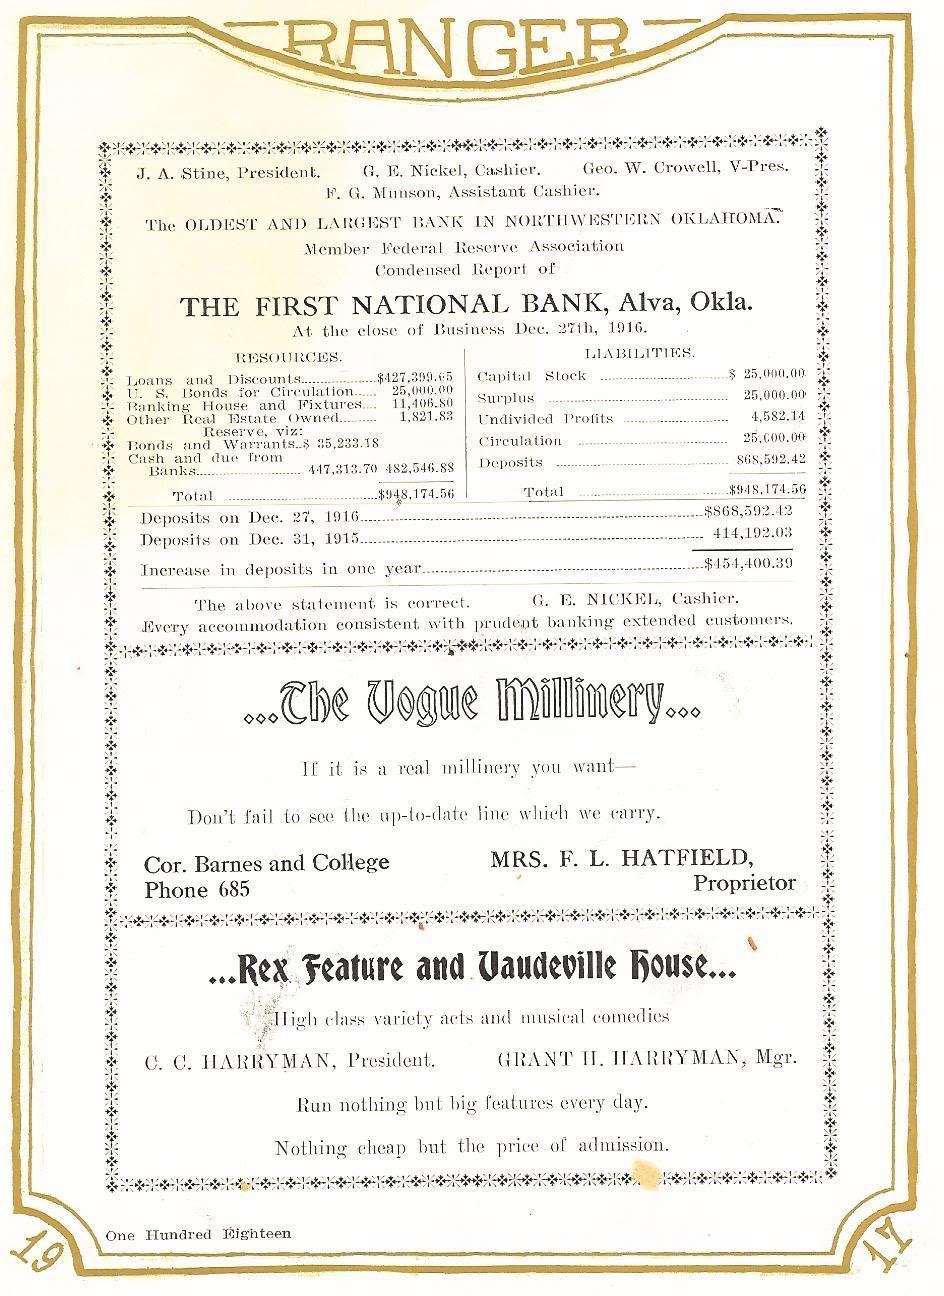 RANGER
J. A. Stine, President. G. E. Nickel, Cashier. Geo. W. Crowell, V-Pres.
F. G. Munson, Assistant Cashier.
The OLDEST AND LARGEST BANK IN NORTHWESTERN OKLAHOMA.
Member Federal Reserve Association
Condensed Report of
THE FIRST NATIONAL BANK, Alva, Okla.
At the close of Business Dec. 27th, 1916.
RESOURCES.
Loans and Discounts..............$427,399.65
U. S. Bonds for Circulation...... 25,000.00
Banking House and Fixtures.... 11,406.80
Other Real Estate Owned.......... 1,821.83
Reserve, viz:
Bonds and Warrants..$ 35,233.18
Cash and due from
Banks.................... 447,313.70 482,546.88
Total ............................$948,174.56
LIABILITIES.
Capital Stock ........................ $ 25,000.00
Surplus ........................ 25,000.00
Undivided Profits ........................ 4,582.14
Circulation ........................ 25,000.00
Deposits ........................ 868,592.42
Total ........................$948,174.56
Deposits on Dec. 27, 1916........................$868,592.42
Deposits on Dec. 31, 1915........................ 414,192.03
Increase in deposits in one year........................$454,400.39
The above statement is correct. G. E. NICKEL, Cashier.
Every accommodation consistent with prudent banking extended customers.
...The Vogue Millinery...
If it is a real millinery you want—
Don't fail to see the up-to-date line which we carry.
Cor. Barnes and College MRS. F. L. HATFIELD,
Phone 685 Proprietor
...Rex Feature and Vaudeville House...
High class variety acts and musical comedies
C. C. HARRYMAN, President. GRANT H. HARRYMAN, Mgr.
Run nothing but big features every day.
Nothing cheap but the price of admission.
One Hundred Eighteen
19 17